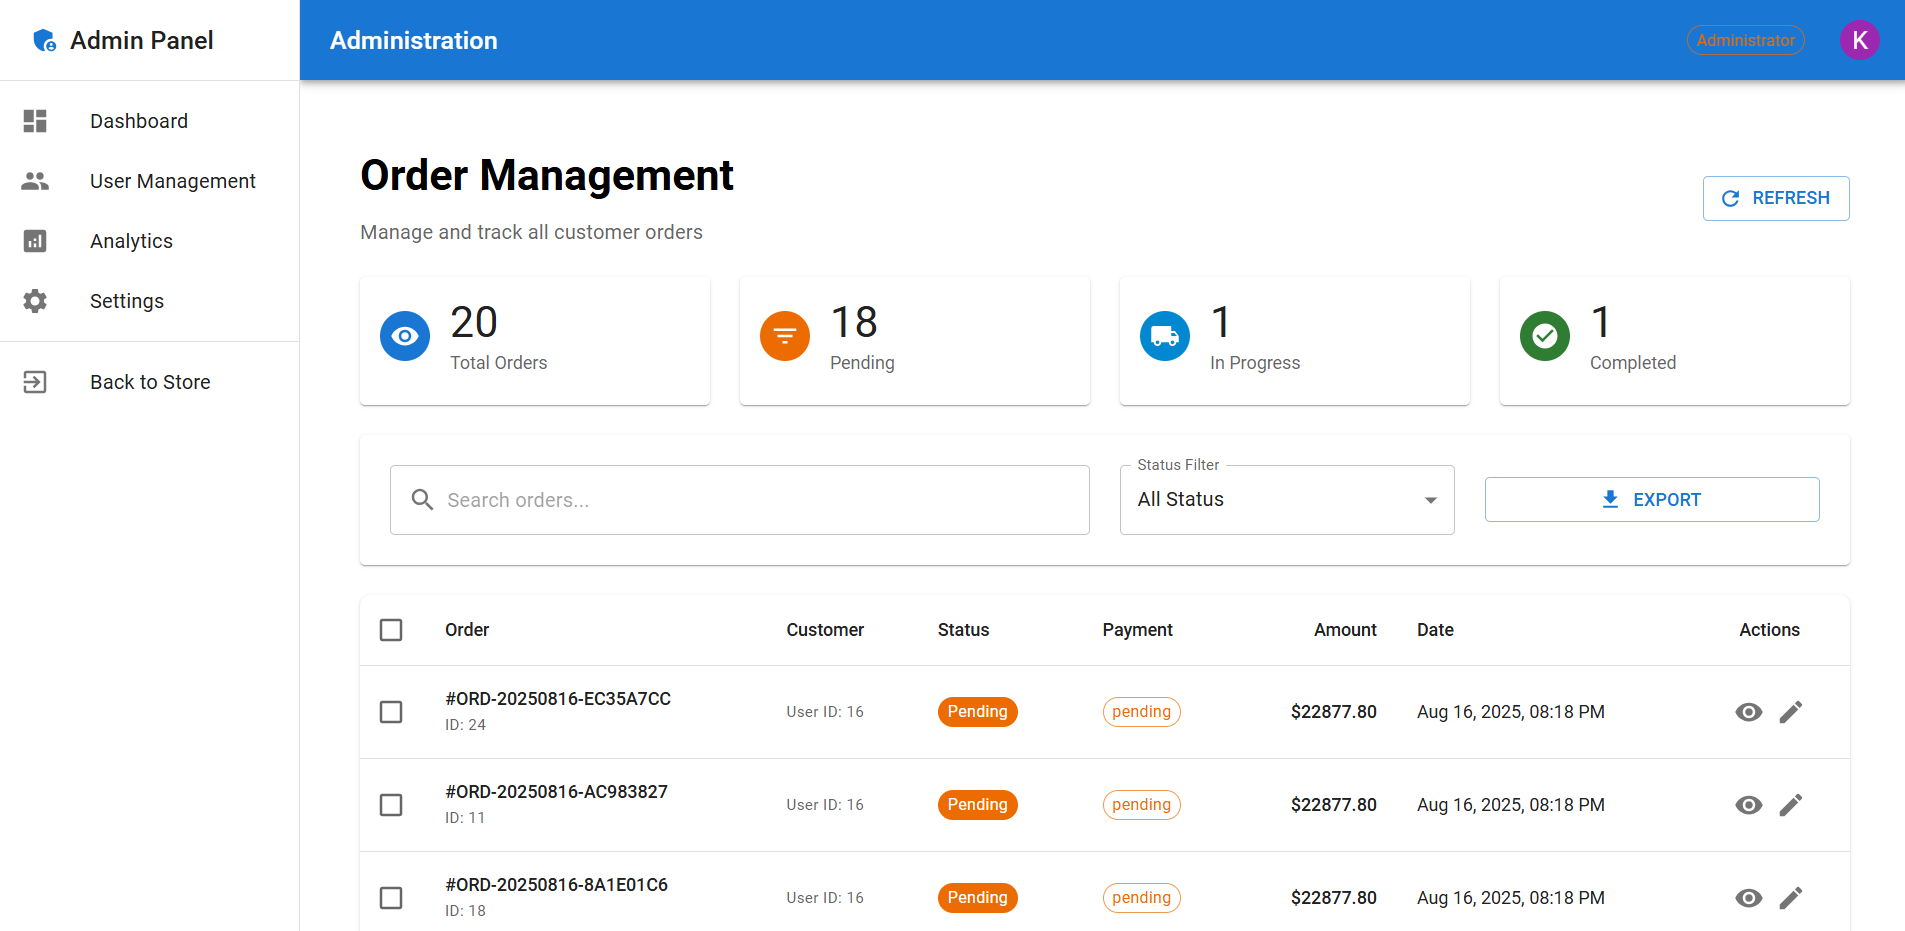 Admin Panel
Administration
Administrator
K
Dashboard
User Management
Analytics
Settings
Back to Store
Order Management
Manage and track all customer orders
REFRESH
20
Total Orders
18
Pending
1
In Progress
1
Completed
Search orders...
Status Filter
All Status
EXPORT
Order Customer Status Payment Amount Date Actions
#ORD-20250816-EC35A7CC
ID: 24
User ID: 16 Pending pending $22877.80 Aug 16, 2025, 08:18 PM
#ORD-20250816-AC983827
ID: 11
User ID: 16 Pending pending $22877.80 Aug 16, 2025, 08:18 PM
#ORD-20250816-8A1E01C6
ID: 18
User ID: 16 Pending pending $22877.80 Aug 16, 2025, 08:18 PM